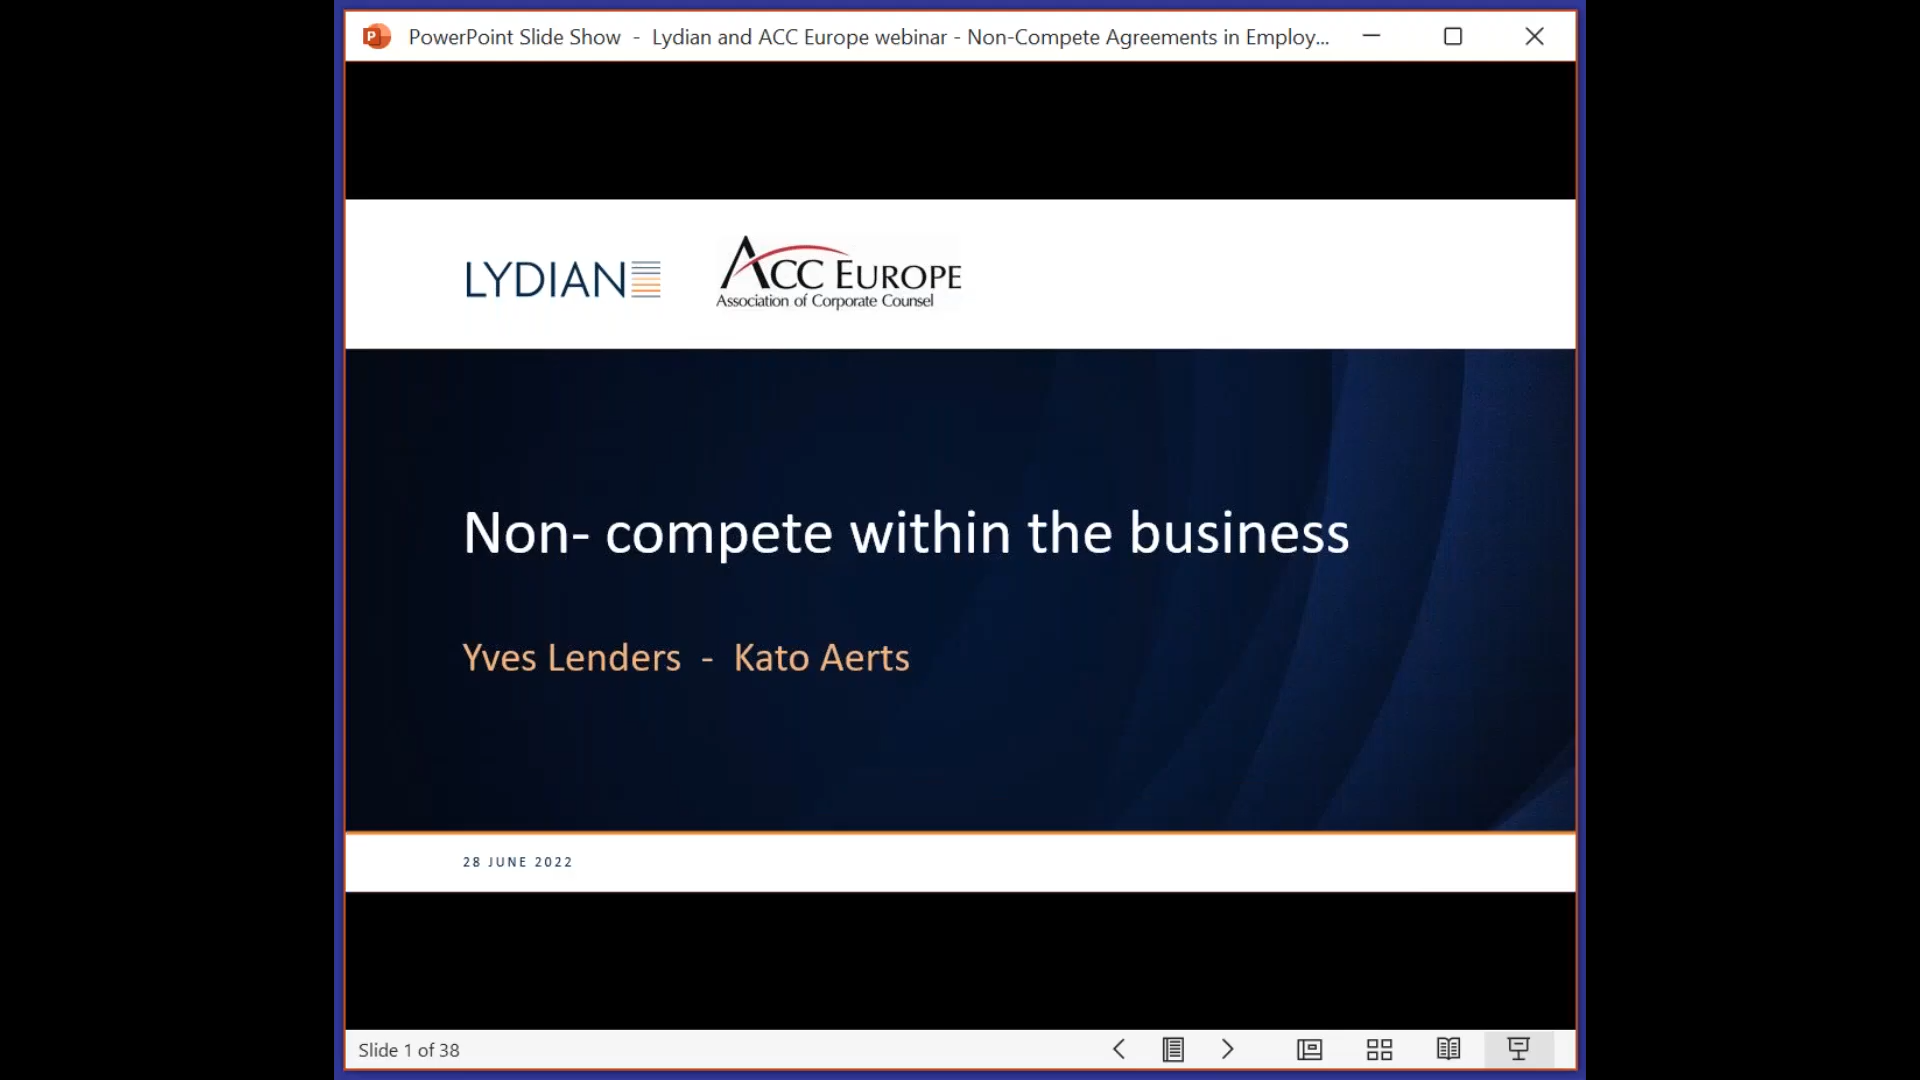 PowerPoint Slide Show - Lydian and ACC Europe webinar - Non-Compete Agreements in Employ...
LYDIAN
ACC EUROPE
Association of Corporate Counsel
Non- compete within the business
Yves Lenders - Kato Aerts
28 JUNE 2022
Slide 1 of 38